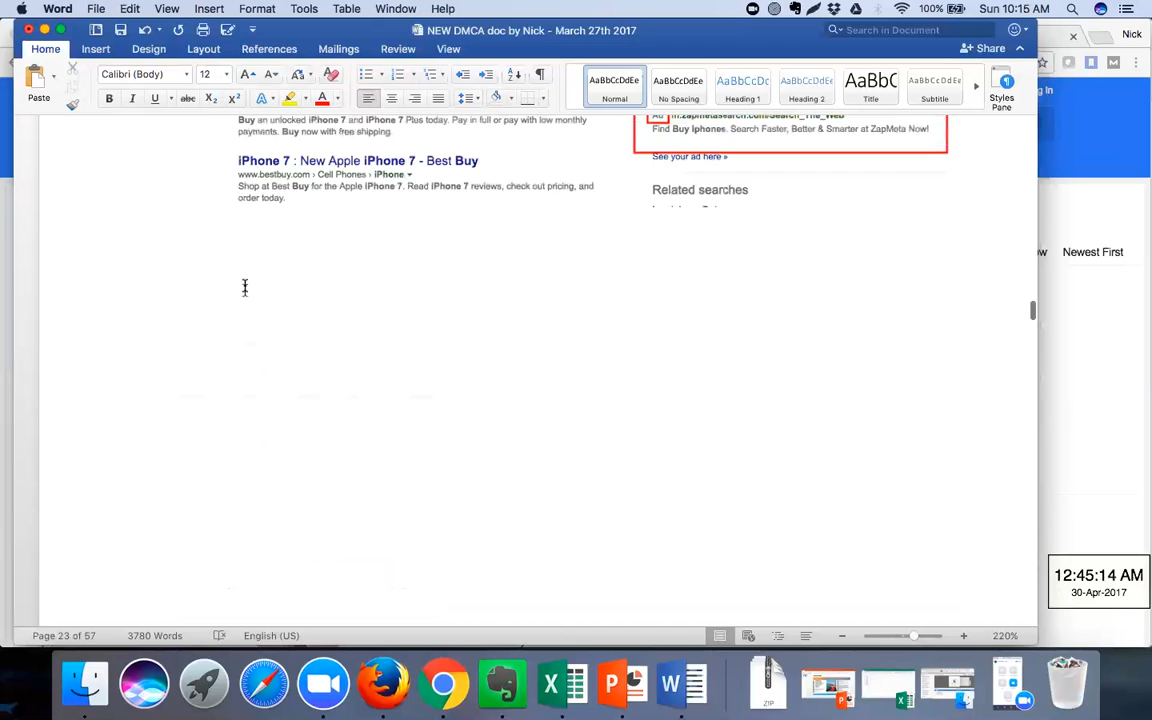 Word File Edit View Insert Format Tools Table Window Help 100% Sun 10:15 AM
NEW DMCA doc by Nick - March 27th 2017
Search in Document
Nick
Home Insert Design Layout References Mailings Review View Share
Paste
Calibri (Body) 12
AaBbCcDdEe AaBbCcDdEe AaBbCcDc AaBbCcDdEe AaBbC AaBbCcDdEe
Normal No Spacing Heading 1 Heading 2 Title Subtitle
Styles Pane
Buy an unlocked iPhone 7 and iPhone 7 Plus today. Pay in full or pay with low monthly
payments. Buy now with free shipping.
iPhone 7 : New Apple iPhone 7 - Best Buy
www.bestbuy.com › Cell Phones › iPhone
Shop at Best Buy for the Apple iPhone 7. Read iPhone 7 reviews, check out pricing, and
order today.
Ad m.zapmetasearch.com/Search_The_Web
Find Buy Iphones. Search Faster, Better & Smarter at ZapMeta Now!
See your ad here »
Related searches
Newest First
12:45:14 AM
30-Apr-2017
Page 23 of 57 3780 Words English (US) 220%
ZIP